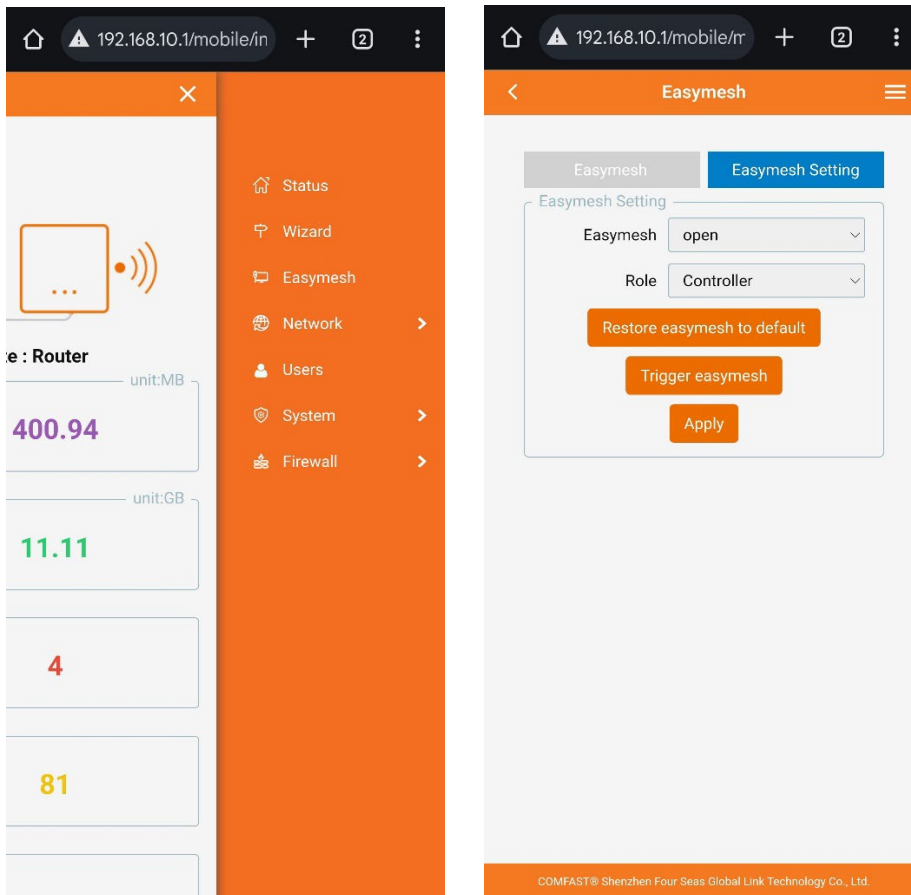 192.168.10.1/mobile/in
2
Status
Wizard
Easymesh
Network
Users
System
Firewall
e : Router
unit:MB
400.94
unit:GB
11.11
4
81
192.168.10.1/mobile/m
2
Easymesh
Easymesh
Easymesh Setting
Easymesh Setting
Easymesh
open
Role
Controller
Restore easymesh to default
Trigger easymesh
Apply
COMFAST® Shenzhen Four Seas Global Link Technology Co., Ltd.